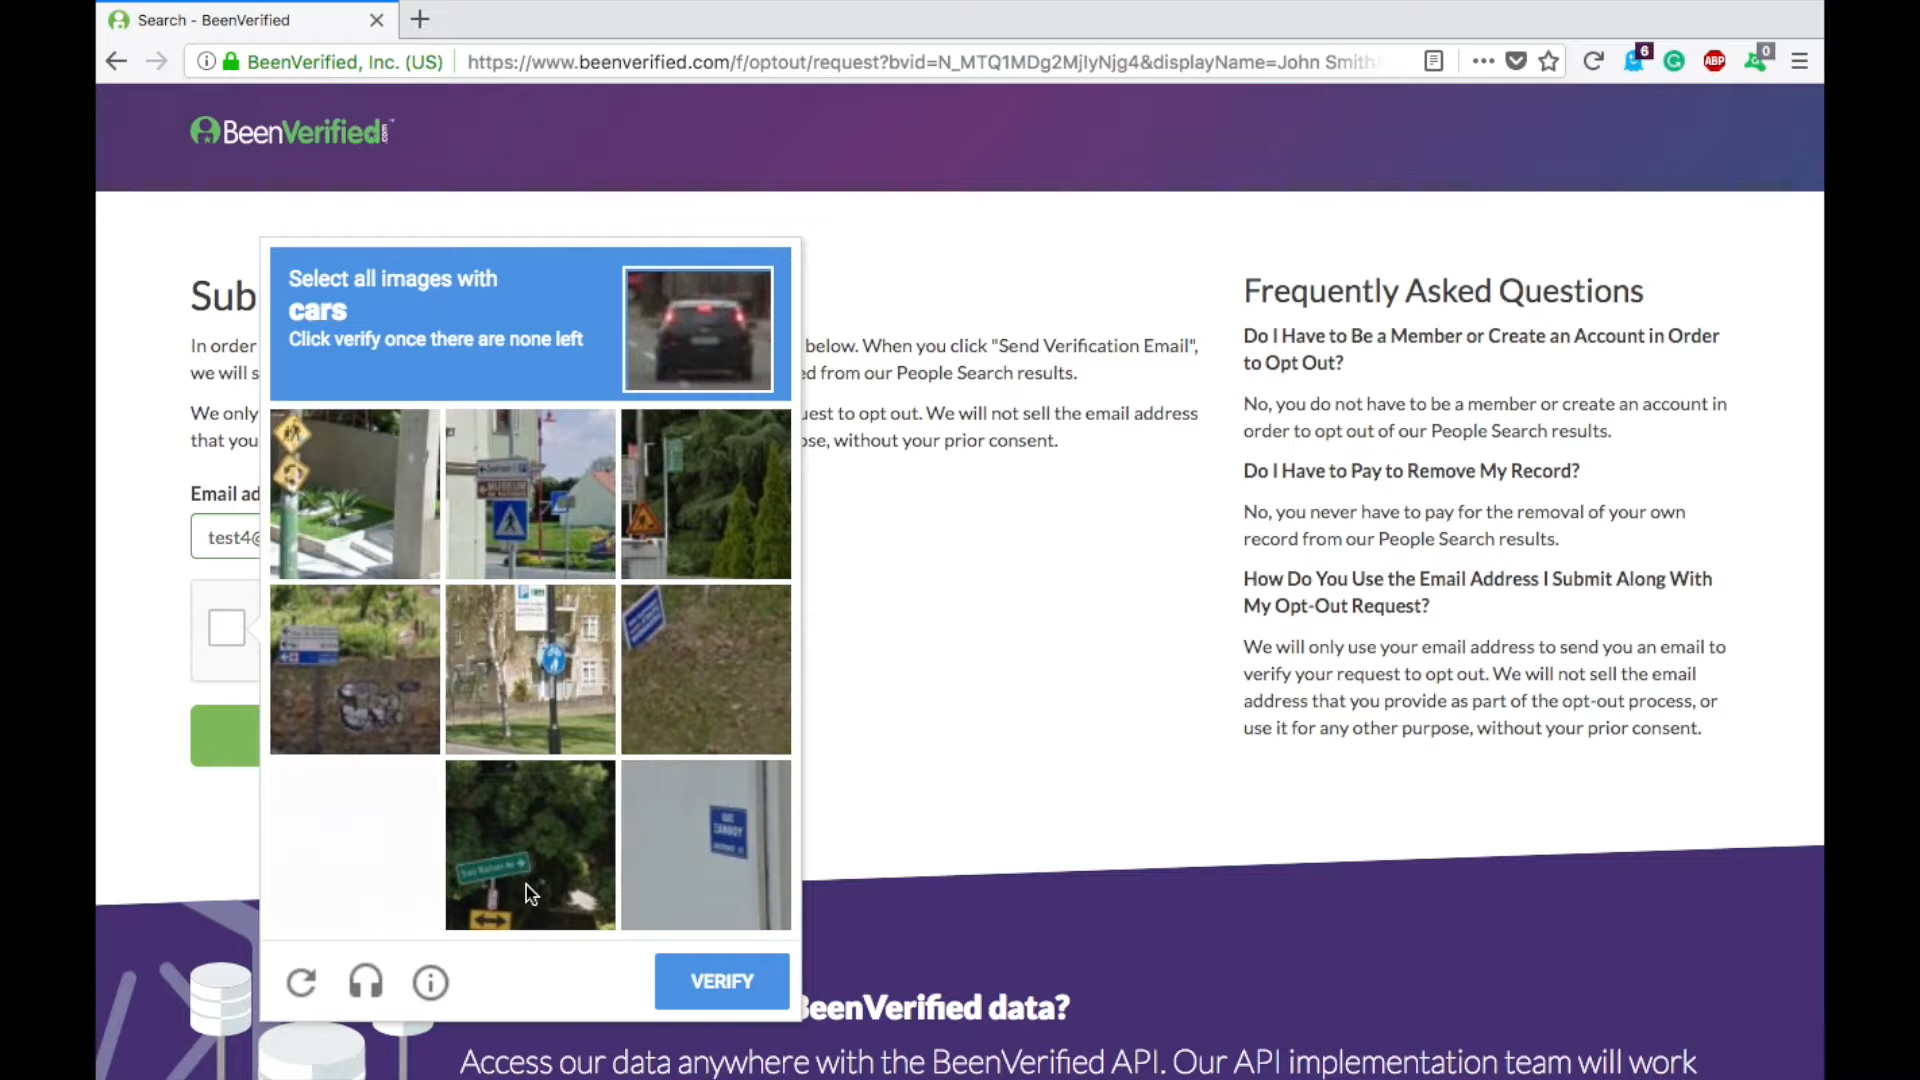 Search - BeenVerified
BeenVerified, Inc. (US)
https://www.beenverified.com/f/optout/request?bvid=N_MTQ1MDg2MjIyNjg4&displayName=John Smith
6
ABP
0
BeenVerified.com
Sub
In order
below. When you click "Send Verification Email",
we will s
ed from our People Search results.
We only
uest to opt out. We will not sell the email address
that you
ose, without your prior consent.
Email ad
test4@
Select all images with
cars
Click verify once there are none left
MUSEUM
P
VERIFY
Frequently Asked Questions
Do I Have to Be a Member or Create an Account in Order
to Opt Out?
No, you do not have to be a member or create an account in
order to opt out of our People Search results.
Do I Have to Pay to Remove My Record?
No, you never have to pay for the removal of your own
record from our People Search results.
How Do You Use the Email Address I Submit Along With
My Opt-Out Request?
We will only use your email address to send you an email to
verify your request to opt out. We will not sell the email
address that you provide as part of the opt-out process, or
use it for any other purpose, without your prior consent.
BeenVerified data?
Access our data anywhere with the BeenVerified API. Our API implementation team will work